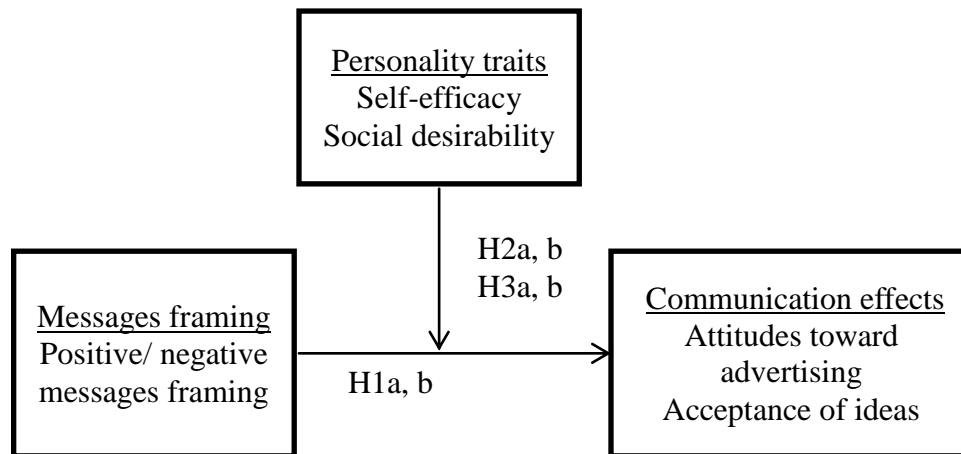 Personality traits
Self-efficacy
Social desirability
H2a, b
H3a, b
Messages framing
Positive/ negative
messages framing
H1a, b
Communication effects
Attitudes toward
advertising
Acceptance of ideas